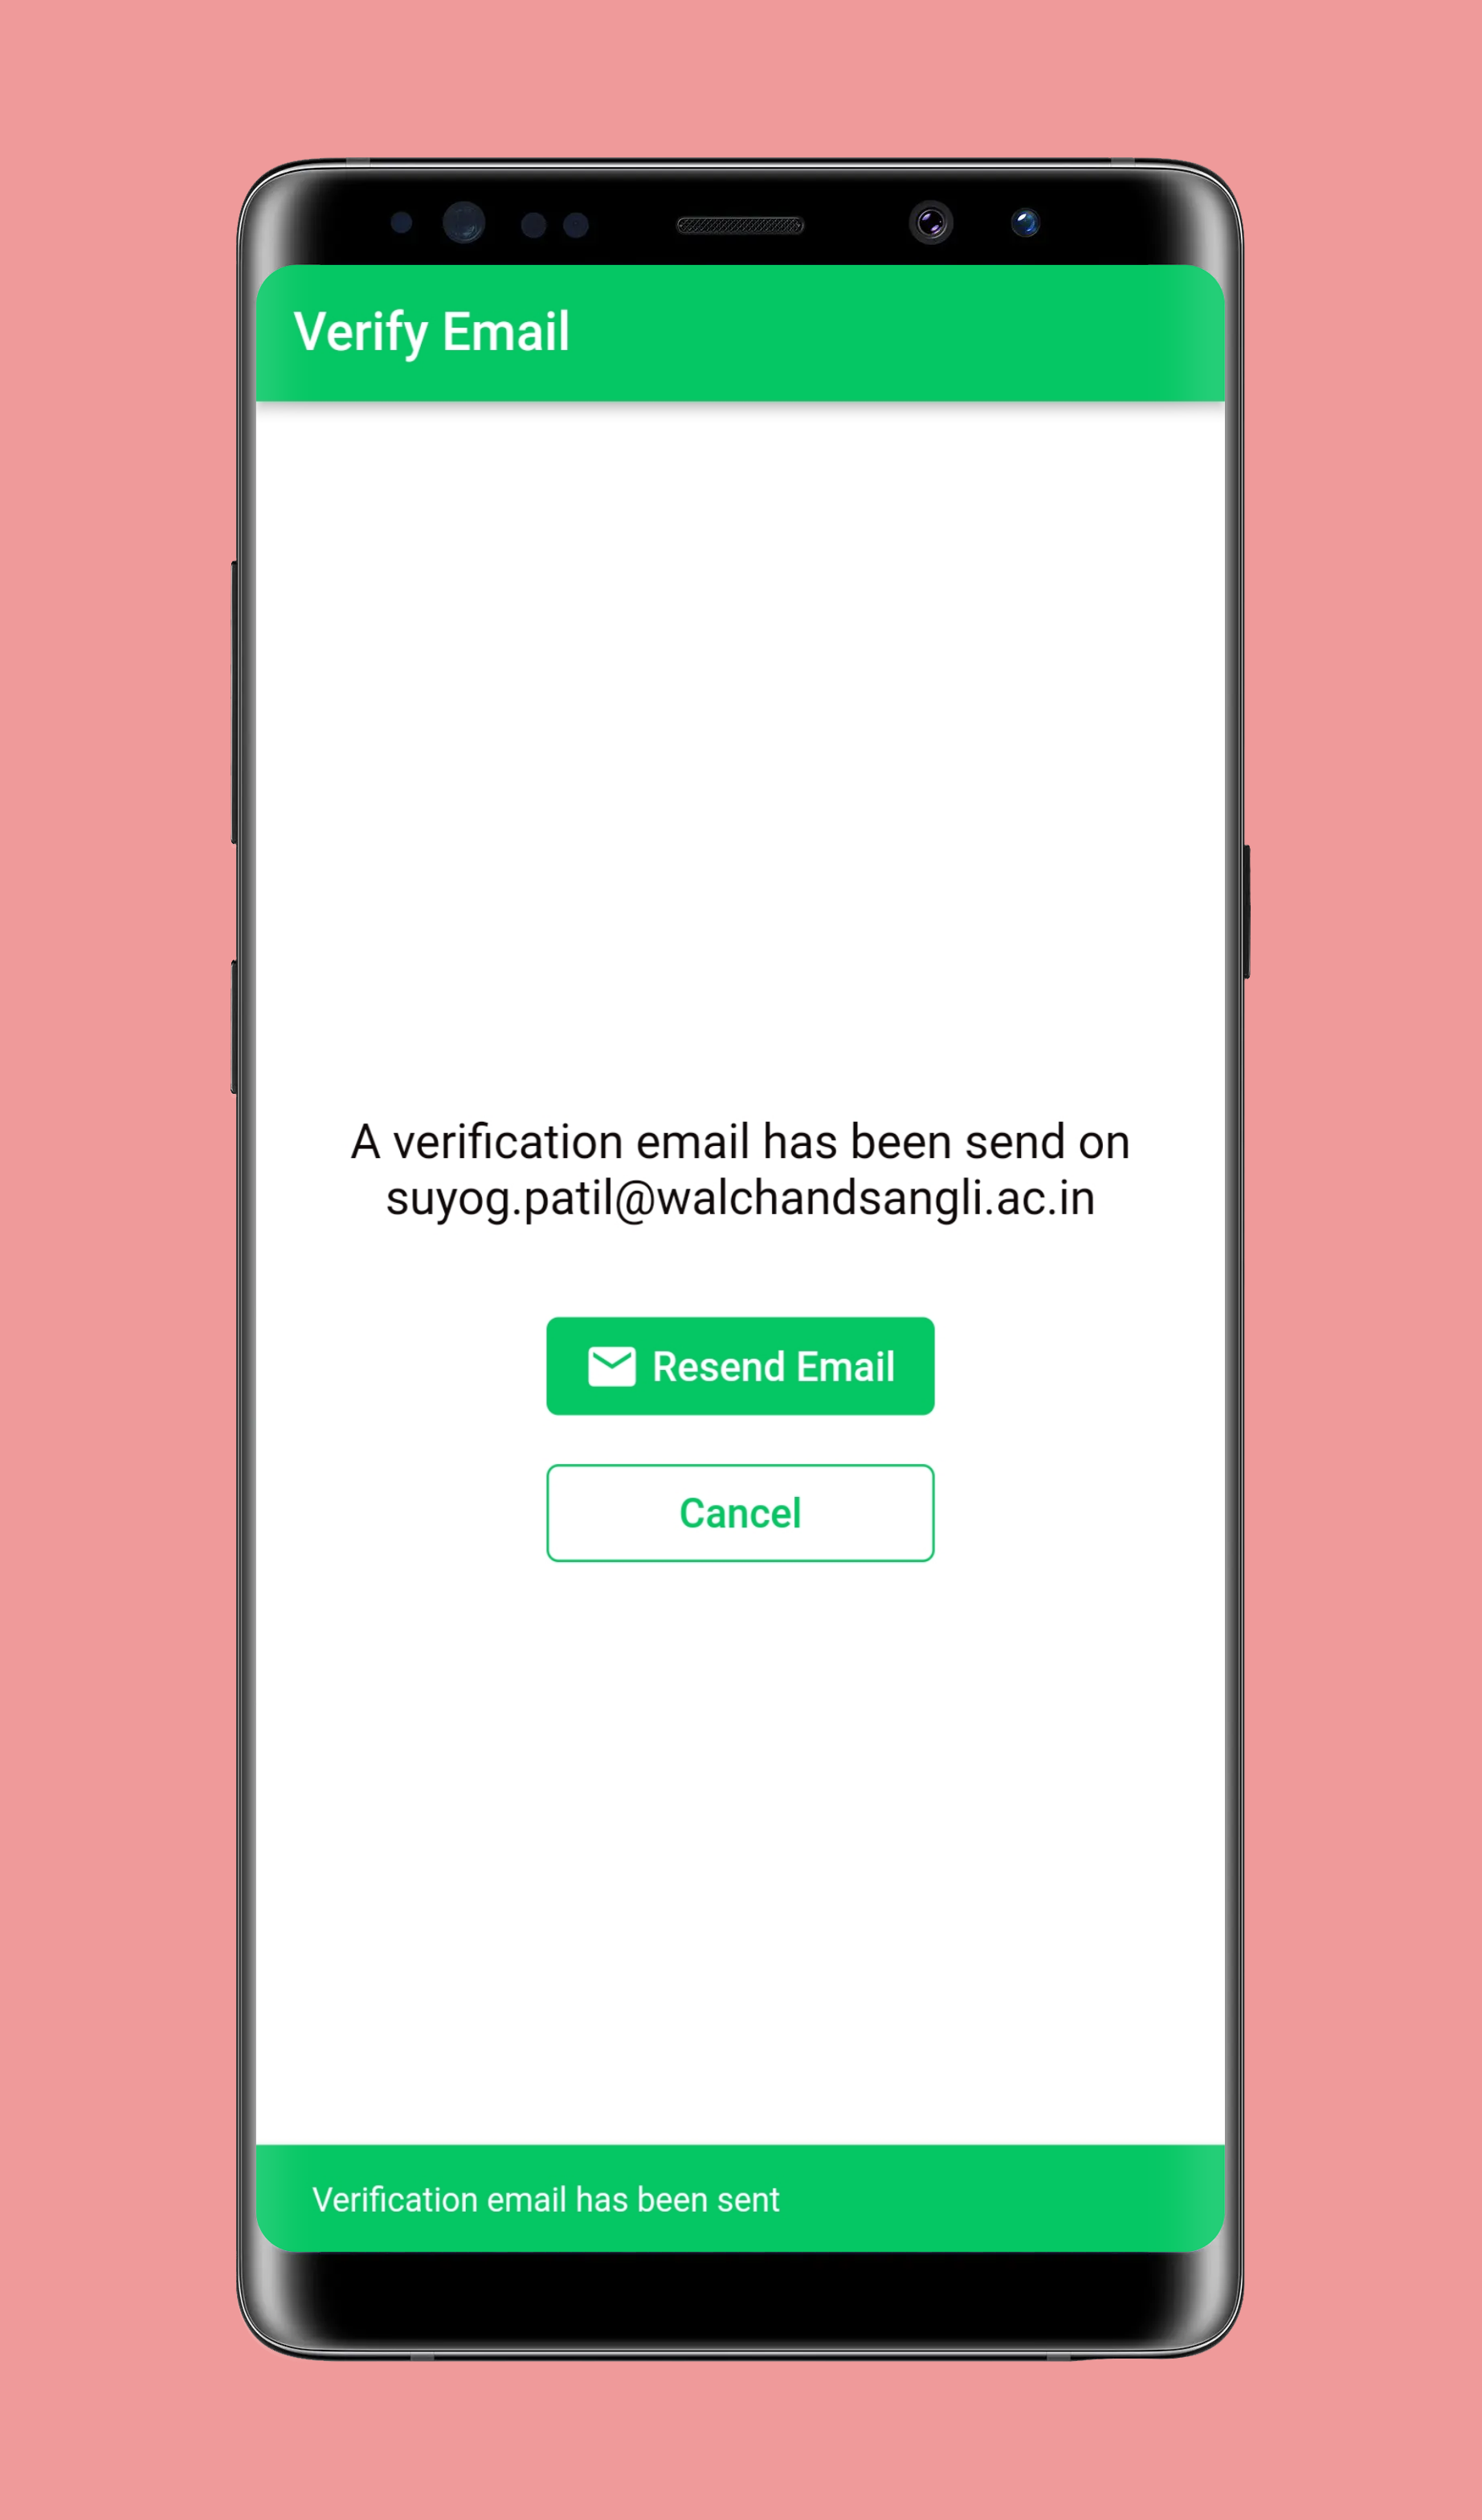 Verify Email
A verification email has been send on
suyog.patil@walchandsangli.ac.in
Resend Email
Cancel
Verification email has been sent